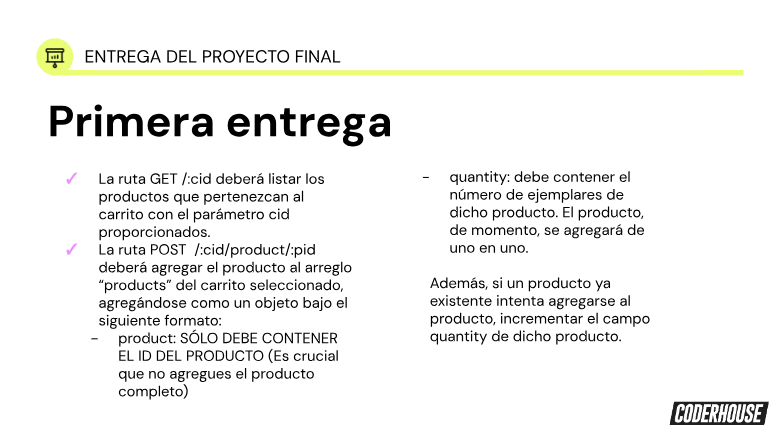 ENTREGA DEL PROYECTO FINAL
Primera entrega
✓ La ruta GET /:cid deberá listar los
productos que pertenezcan al
carrito con el parámetro cid
proporcionados.
✓ La ruta POST /:cid/product/:pid
deberá agregar el producto al arreglo
“products” del carrito seleccionado,
agregándose como un objeto bajo el
siguiente formato:
- product: SÓLO DEBE CONTENER
EL ID DEL PRODUCTO (Es crucial
que no agregues el producto
completo)
- quantity: debe contener el
número de ejemplares de
dicho producto. El producto,
de momento, se agregará de
uno en uno.
Además, si un producto ya
existente intenta agregarse al
producto, incrementar el campo
quantity de dicho producto.
CODERHOUSE